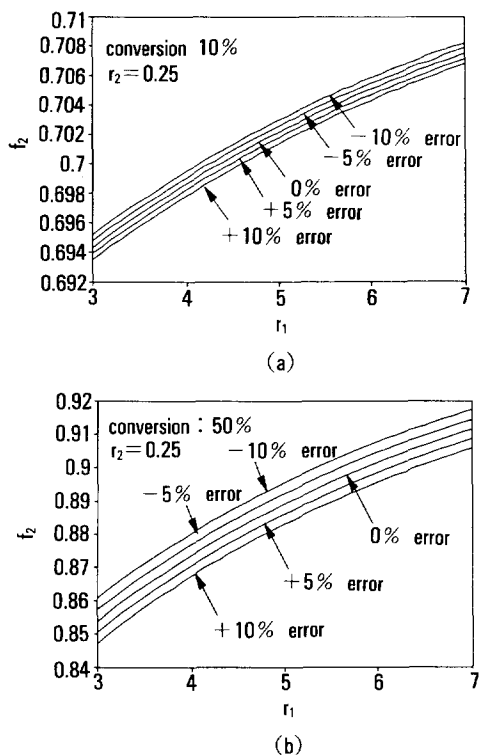 0.71
0.708
0.706
0.704
0.702
0.7
0.698
0.696
0.694
0.692
f₂
conversion 10%
r₂=0.25
−10% error
−5% error
0% error
+5% error
+10% error
3 4 5 6 7
r₁
(a)
0.92
0.91
0.9
0.89
0.88
0.87
0.86
0.85
0.84
f₂
conversion : 50%
r₂=0.25
−10% error
−5% error
0% error
+5% error
+10% error
3 4 5 6 7
r₁
(b)